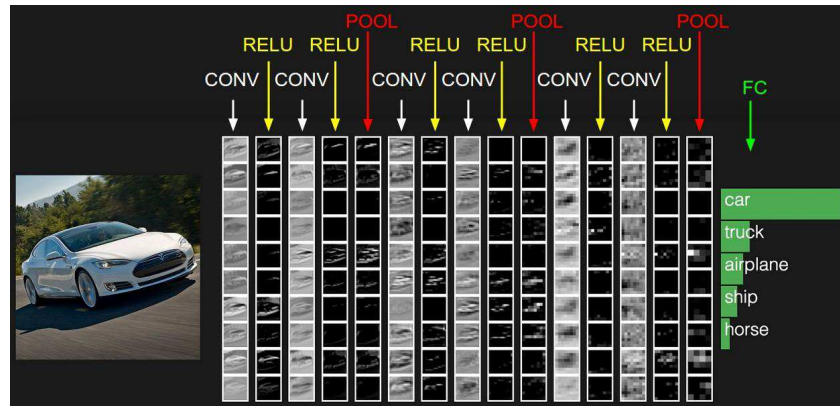 POOL POOL POOL
RELU RELU RELU RELU RELU RELU
CONV CONV CONV CONV CONV CONV
FC
car
truck
airplane
ship
horse